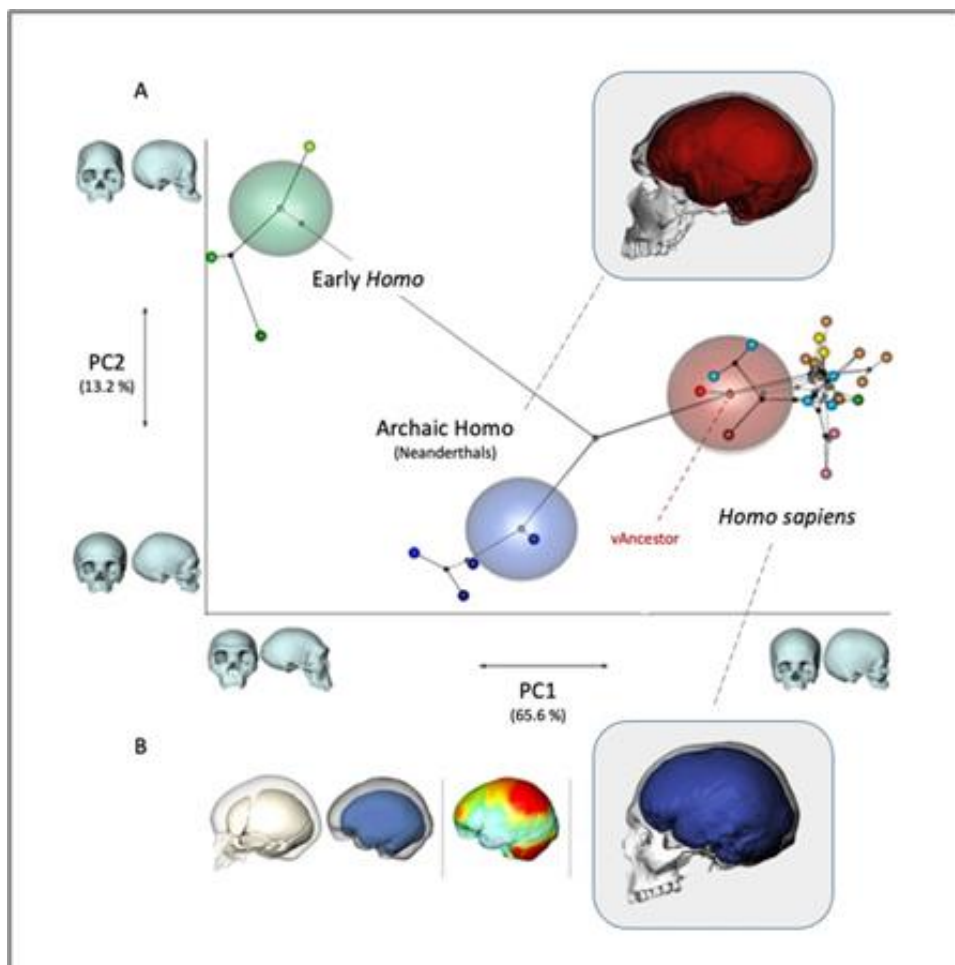 A
Early Homo
PC2
(13.2 %)
Archaic Homo
(Neanderthals)
Homo sapiens
vAncestor
PC1
(65.6 %)
B